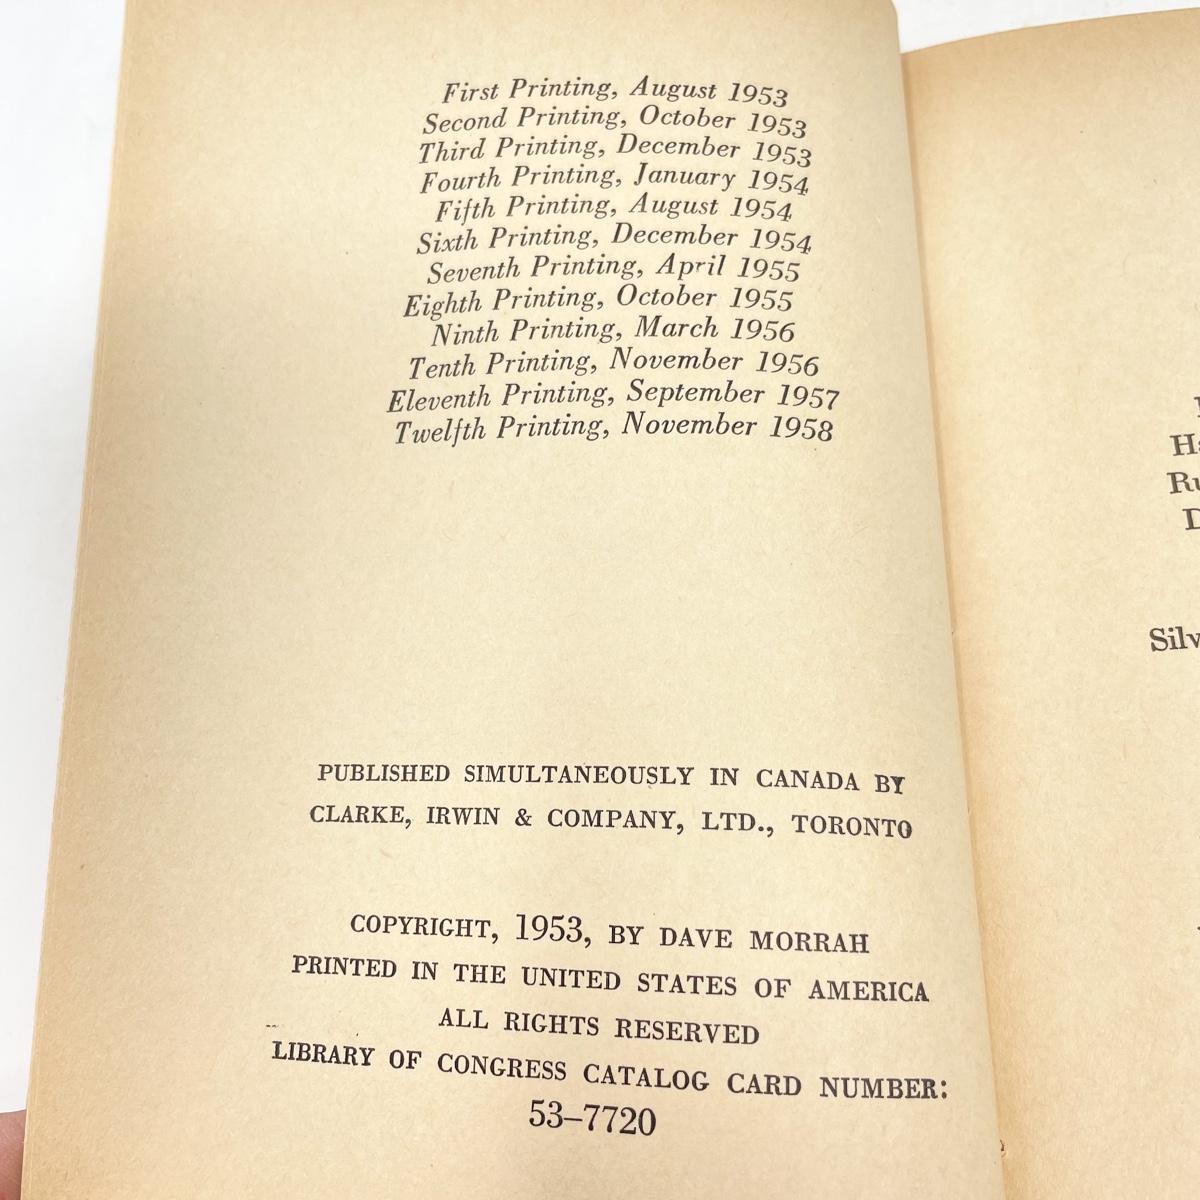 First Printing, August 1953
Second Printing, October 1953
Third Printing, December 1953
Fourth Printing, January 1954
Fifth Printing, August 1954
Sixth Printing, December 1954
Seventh Printing, April 1955
Eighth Printing, October 1955
Ninth Printing, March 1956
Tenth Printing, November 1956
Eleventh Printing, September 1957
Twelfth Printing, November 1958
PUBLISHED SIMULTANEOUSLY IN CANADA BY
CLARKE, IRWIN & COMPANY, LTD., TORONTO
COPYRIGHT, 1953, BY DAVE MORRAH
PRINTED IN THE UNITED STATES OF AMERICA
ALL RIGHTS RESERVED
LIBRARY OF CONGRESS CATALOG CARD NUMBER:
53–7720